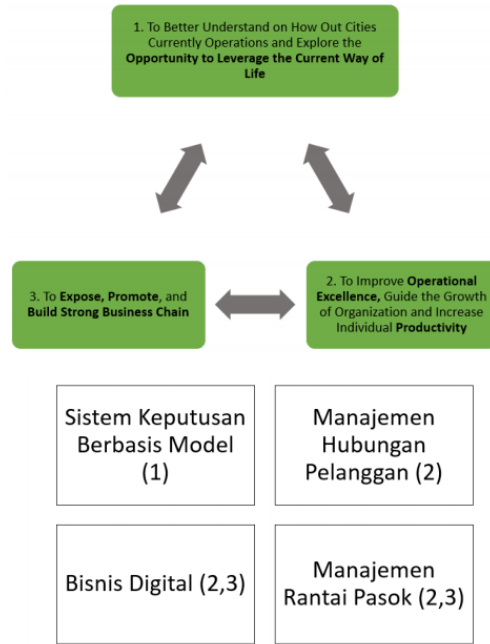 1. To Better Understand on How Out Cities
Currently Operations and Explore the
Opportunity to Leverage the Current Way of
Life
3. To Expose, Promote, and
Build Strong Business Chain
2. To Improve Operational
Excellence, Guide the Growth
of Organization and Increase
Individual Productivity
Sistem Keputusan
Berbasis Model
(1)
Manajemen
Hubungan
Pelanggan (2)
Bisnis Digital (2,3)
Manajemen
Rantai Pasok (2,3)